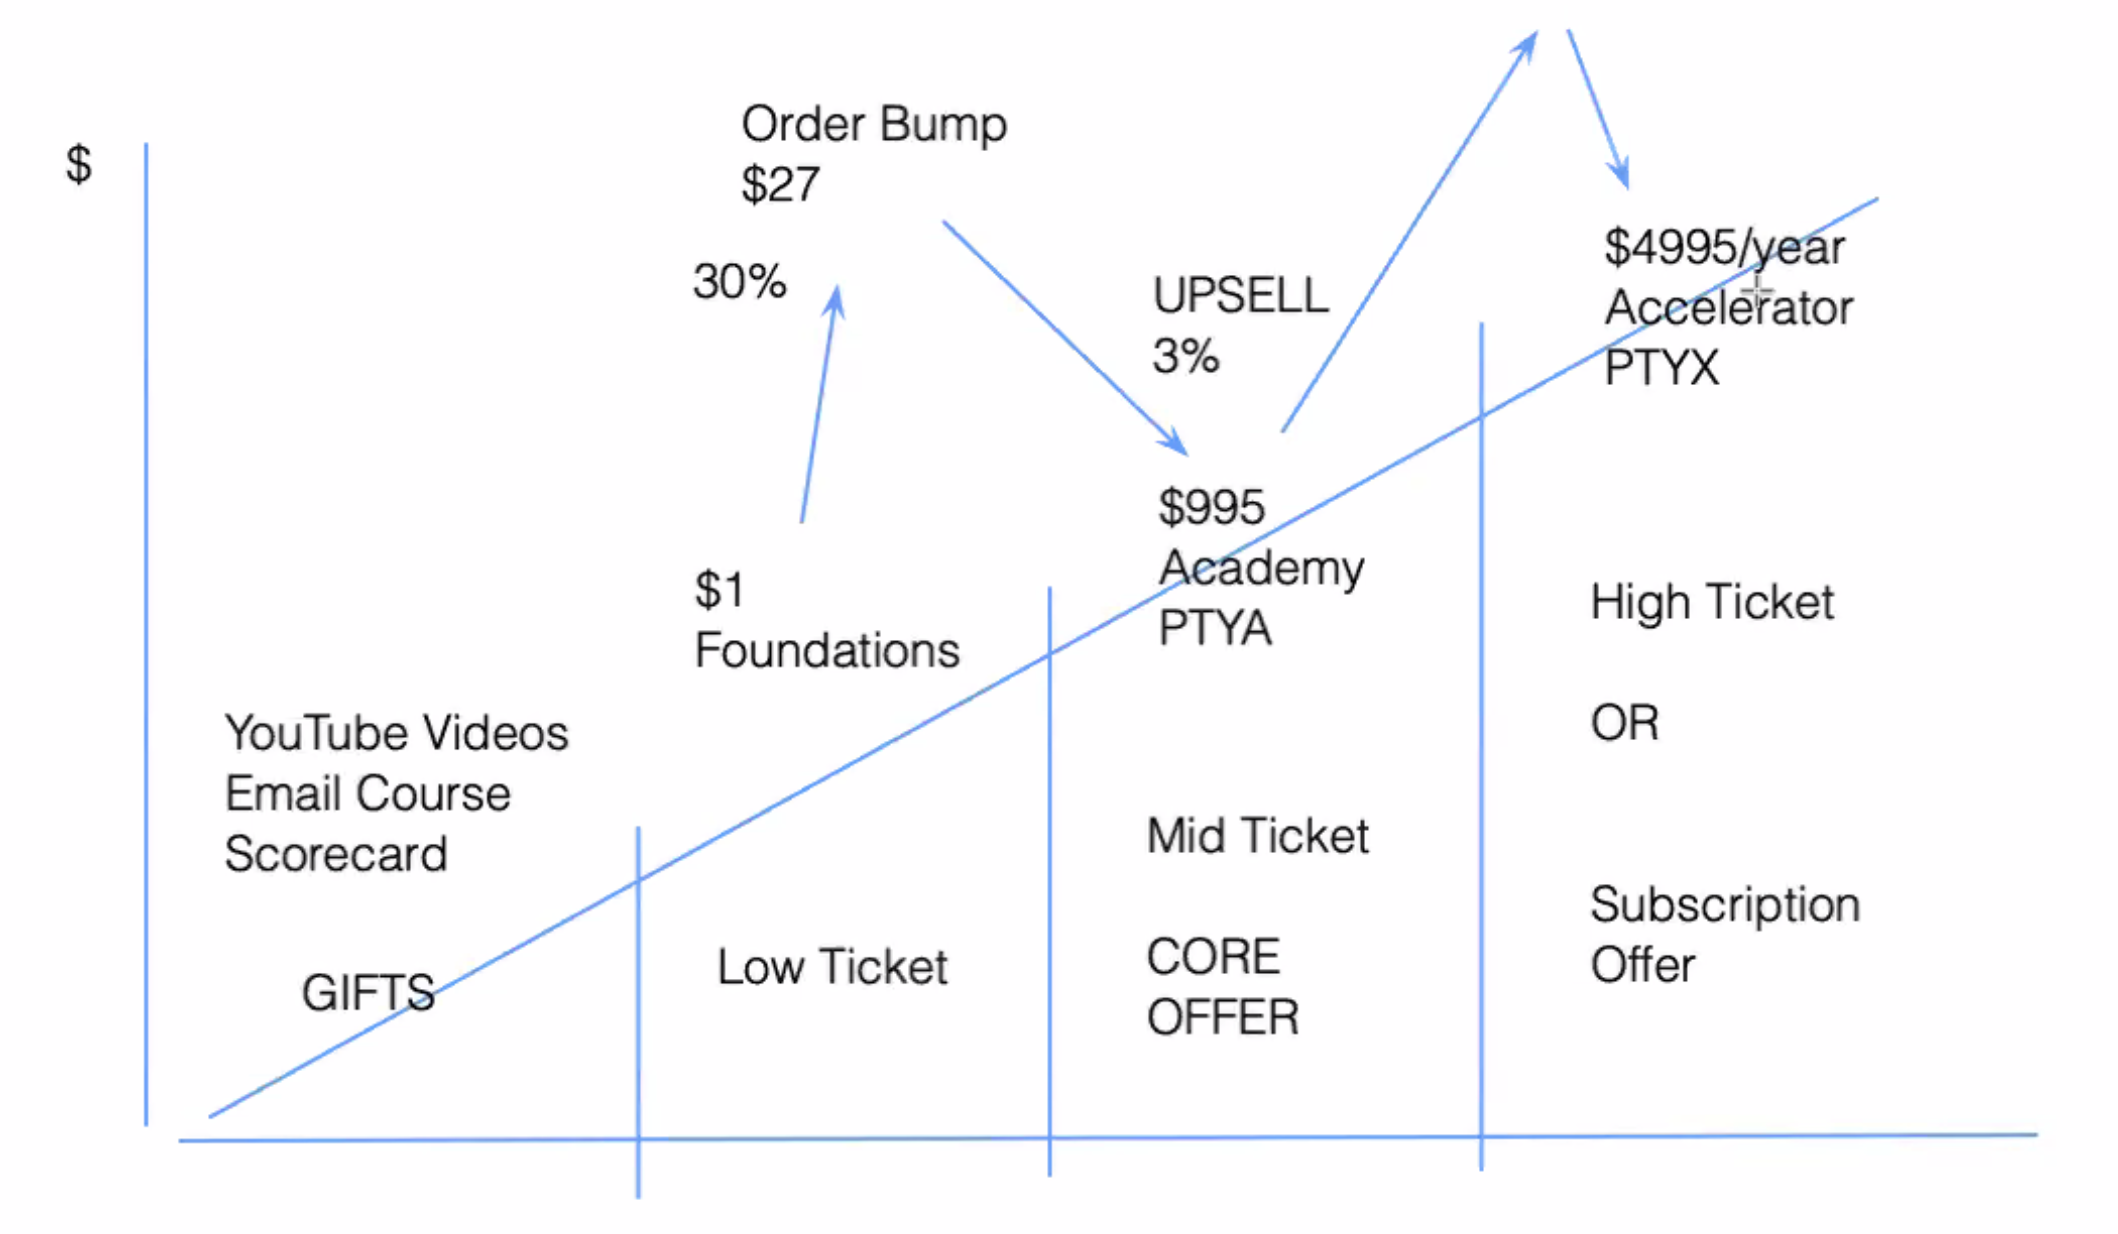 $
Order Bump
$27
30%
$1
Foundations
YouTube Videos
Email Course
Scorecard
GIFTS
Low Ticket
UPSELL
3%
$995
Academy
PTYA
Mid Ticket
CORE
OFFER
$4995/year
Accelerator
PTYX
High Ticket
OR
Subscription
Offer